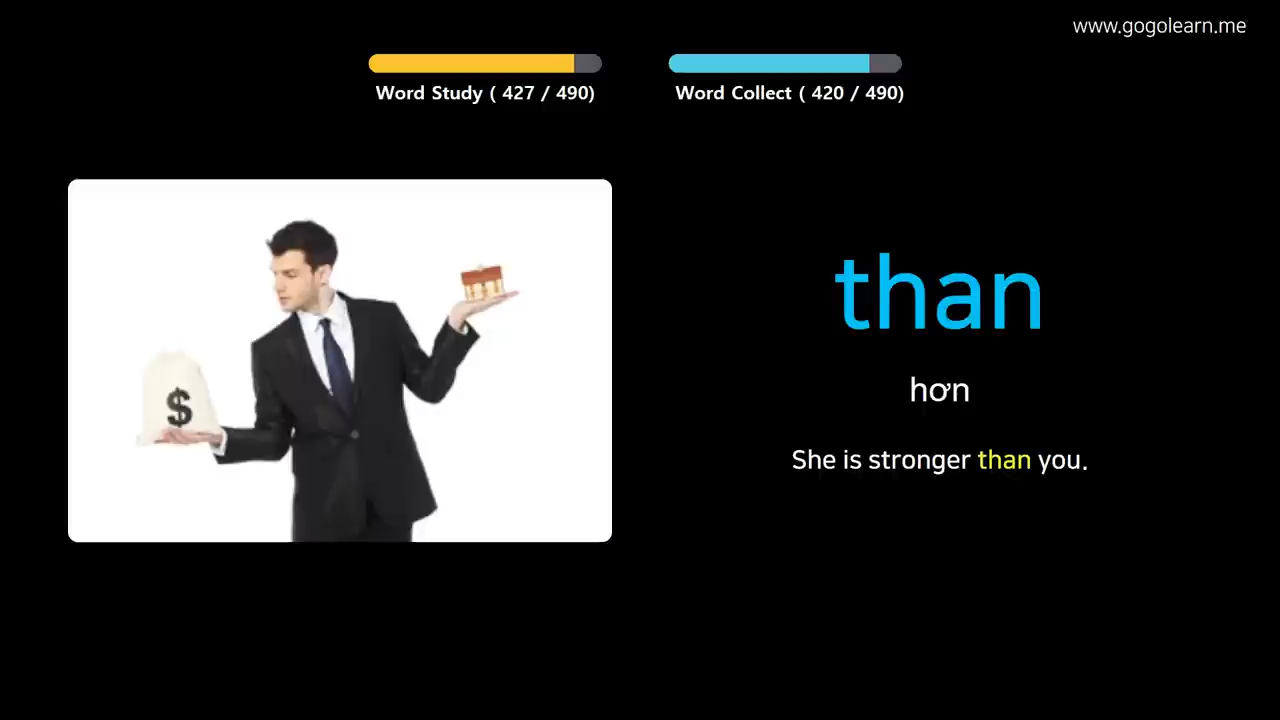 www.gogolearn.me
Word Study ( 427 / 490)
Word Collect ( 420 / 490)
$
than
hơn
She is stronger than you.